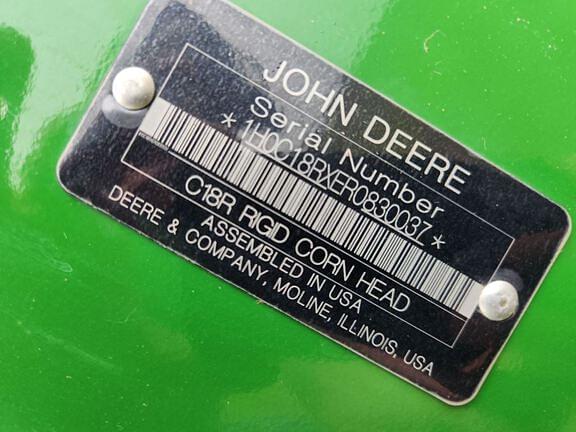 JOHN DEERE
Serial Number
*1H0C18RXER0830037*
C18R RIGID CORN HEAD
ASSEMBLED IN USA
DEERE & COMPANY, MOLINE, ILLINOIS, USA